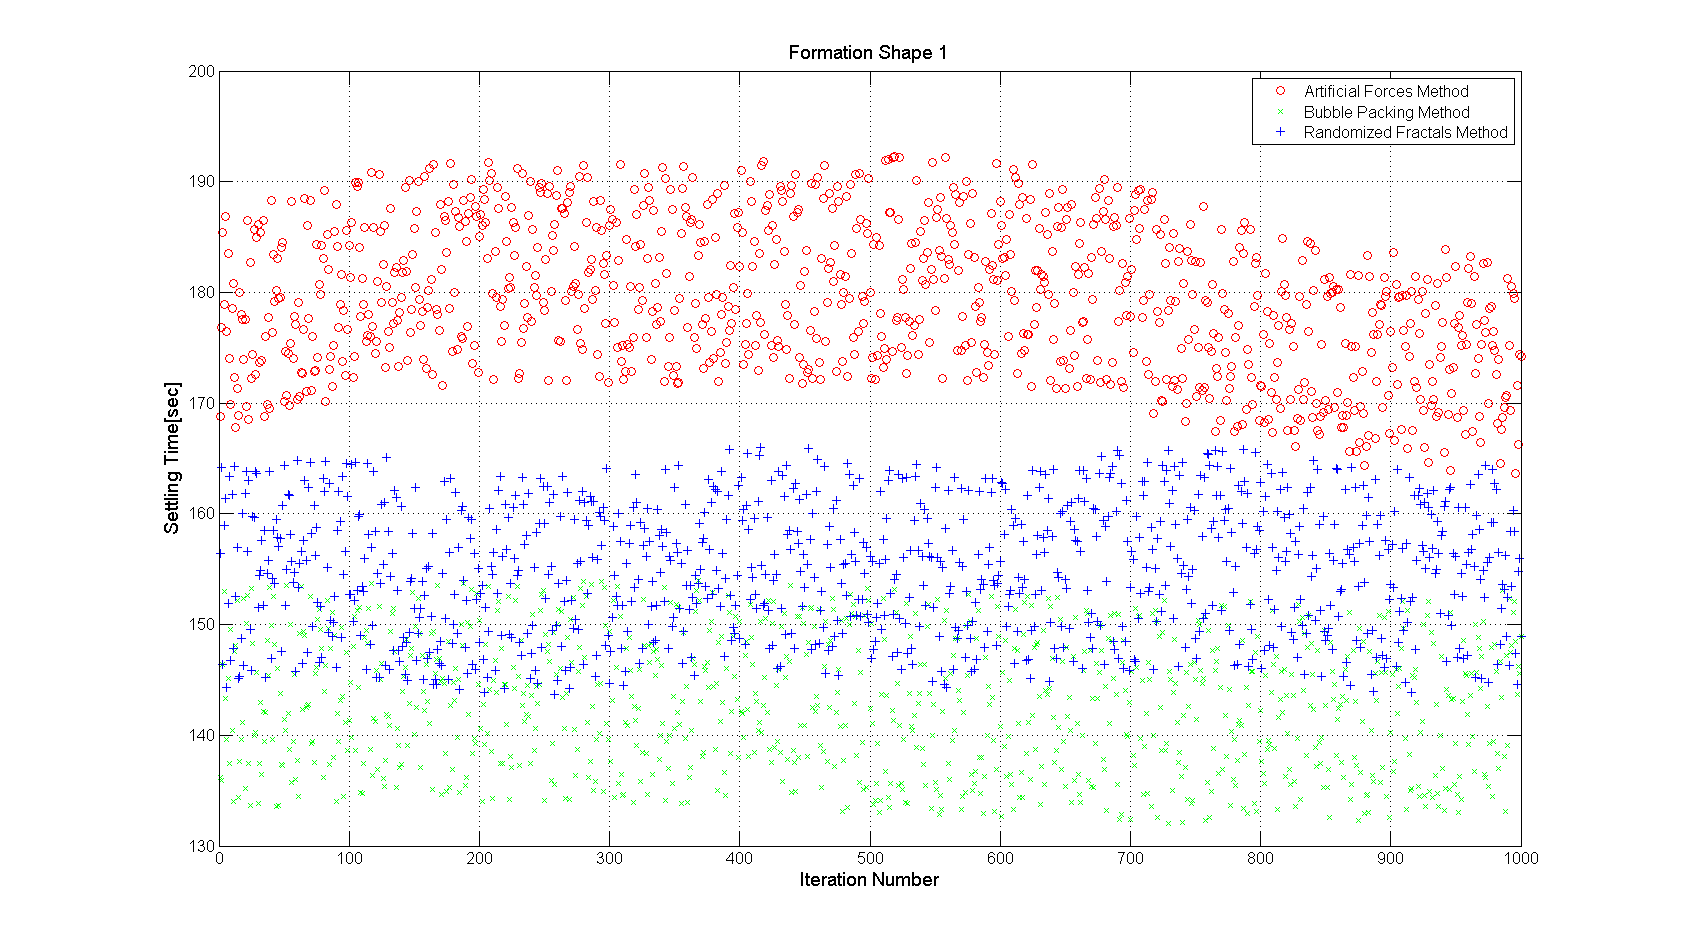 Formation Shape 1
200
190
180
170
160
150
140
130
Settling Time[sec]
Artificial Forces Method
Bubble Packing Method
Randomized Fractals Method
0 100 200 300 400 500 600 700 800 900 1000
Iteration Number